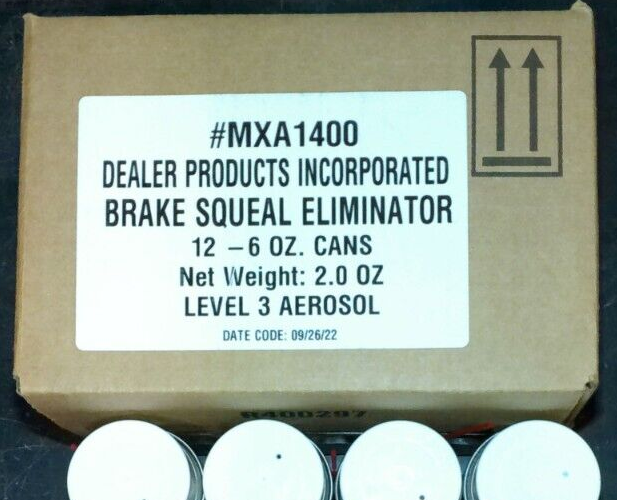 #MXA1400
DEALER PRODUCTS INCORPORATED
BRAKE SQUEAL ELIMINATOR
12 – 6 OZ. CANS
Net Weight: 2.0 OZ
LEVEL 3 AEROSOL
DATE CODE: 09/26/22
R400297